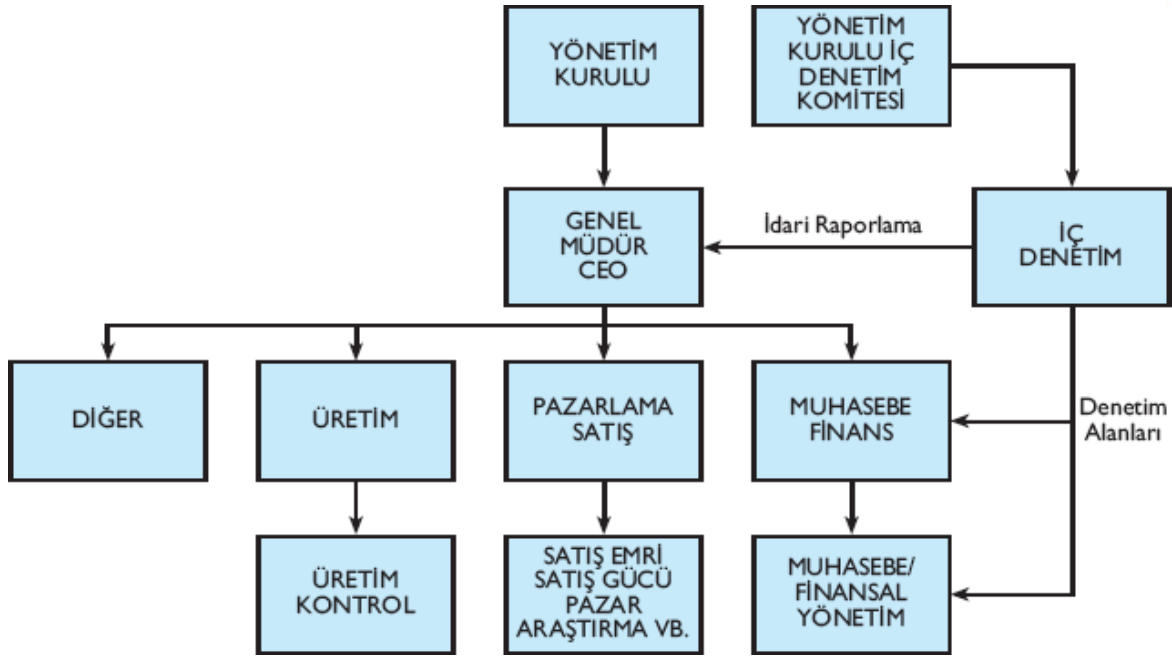 YÖNETİM
KURULU
YÖNETİM
KURULU İÇ
DENETİM
KOMİTESİ
GENEL
MÜDÜR
CEO
İdari Raporlama
İÇ
DENETİM
DİĞER
ÜRETİM
PAZARLAMA
SATIŞ
MUHASEBE
FİNANS
Denetim
Alanları
ÜRETİM
KONTROL
SATIŞ EMRİ
SATIŞ GÜCÜ
PAZAR
ARAŞTIRMA VB.
MUHASEBE/
FİNANSAL
YÖNETİM